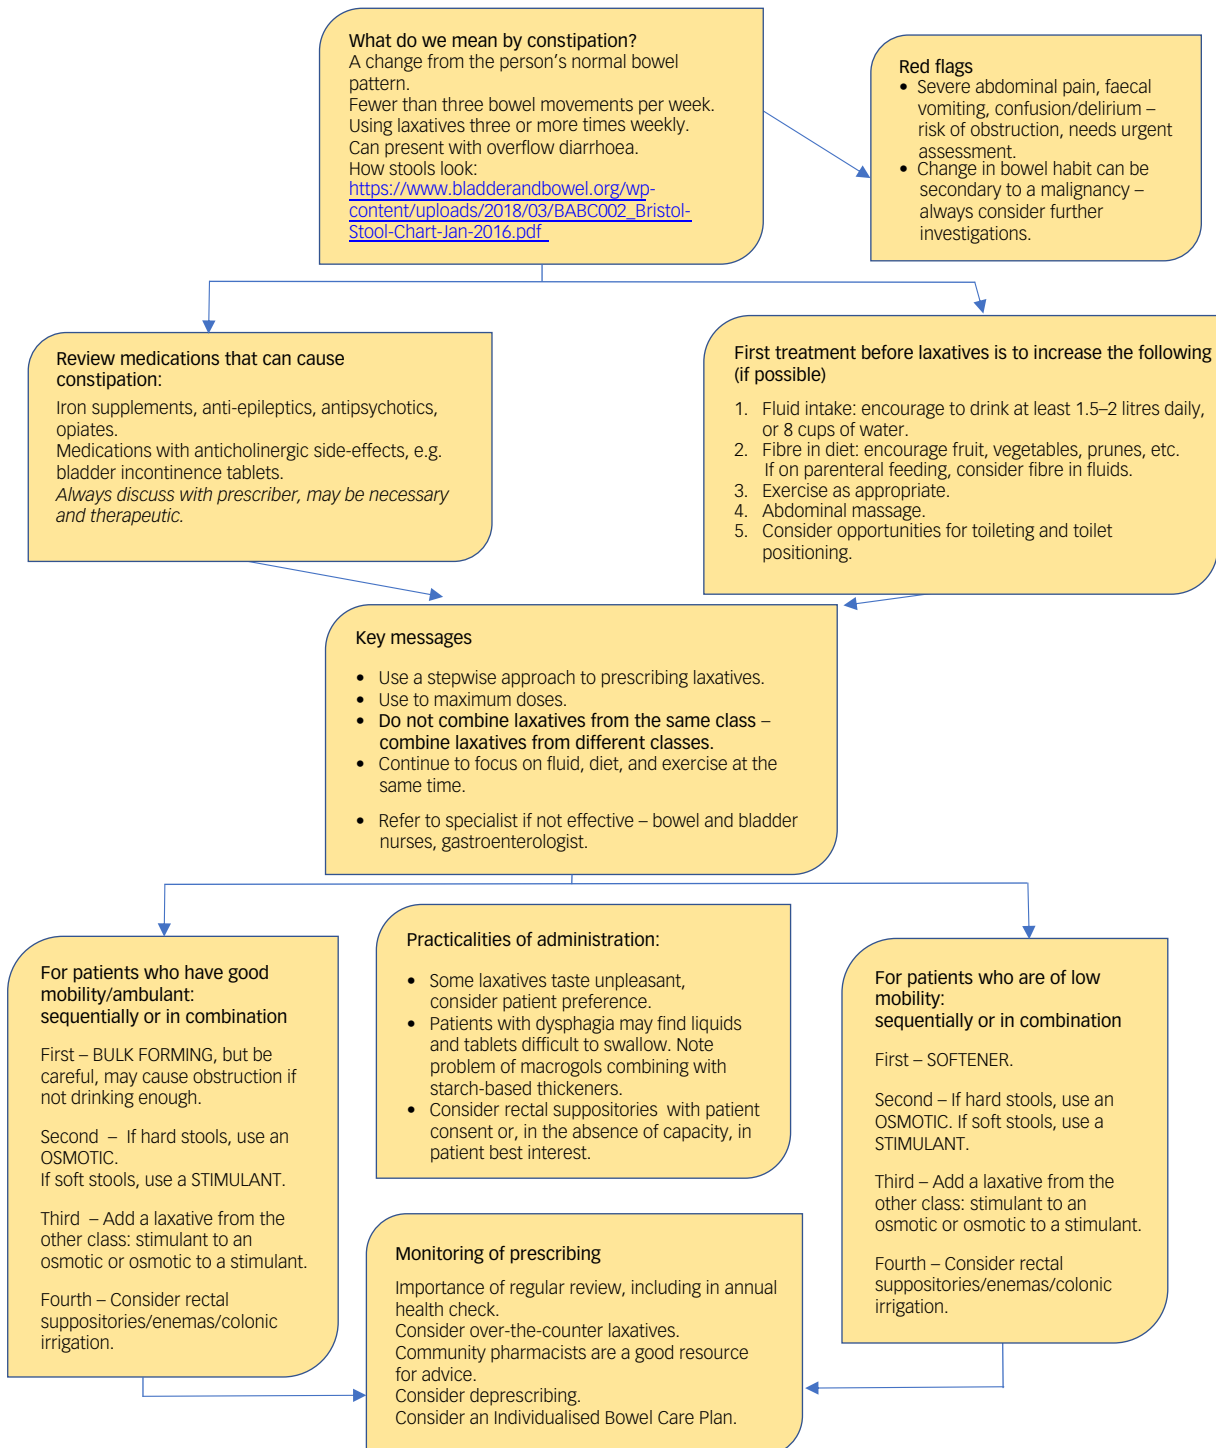 What do we mean by constipation?
A change from the person's normal bowel
pattern.
Fewer than three bowel movements per week.
Using laxatives three or more times weekly.
Can present with overflow diarrhoea.
How stools look:
https://www.bladderandbowel.org/wp-
content/uploads/2018/03/BABC002_Bristol-
Stool-Chart-Jan-2016.pdf
Red flags
• Severe abdominal pain, faecal
vomiting, confusion/delirium –
risk of obstruction, needs urgent
assessment.
• Change in bowel habit can be
secondary to a malignancy –
always consider further
investigations.
Review medications that can cause
constipation:
Iron supplements, anti-epileptics, antipsychotics,
opiates.
Medications with anticholinergic side-effects, e.g.
bladder incontinence tablets.
Always discuss with prescriber, may be necessary
and therapeutic.
First treatment before laxatives is to increase the following
(if possible)
1. Fluid intake: encourage to drink at least 1.5–2 litres daily,
or 8 cups of water.
2. Fibre in diet: encourage fruit, vegetables, prunes, etc.
If on parenteral feeding, consider fibre in fluids.
3. Exercise as appropriate.
4. Abdominal massage.
5. Consider opportunities for toileting and toilet
positioning.
Key messages
• Use a stepwise approach to prescribing laxatives.
• Use to maximum doses.
• Do not combine laxatives from the same class –
combine laxatives from different classes.
• Continue to focus on fluid, diet, and exercise at the
same time.
• Refer to specialist if not effective – bowel and bladder
nurses, gastroenterologist.
For patients who have good
mobility/ambulant:
sequentially or in combination
First – BULK FORMING, but be
careful, may cause obstruction if
not drinking enough.
Second – If hard stools, use an
OSMOTIC.
If soft stools, use a STIMULANT.
Third – Add a laxative from the
other class: stimulant to an
osmotic or osmotic to a stimulant.
Fourth – Consider rectal
suppositories/enemas/colonic
irrigation.
Practicalities of administration:
• Some laxatives taste unpleasant,
consider patient preference.
• Patients with dysphagia may find liquids
and tablets difficult to swallow. Note
problem of macrogols combining with
starch-based thickeners.
• Consider rectal suppositories with patient
consent or, in the absence of capacity, in
patient best interest.
For patients who are of low
mobility:
sequentially or in combination
First – SOFTENER.
Second – If hard stools, use an
OSMOTIC. If soft stools, use a
STIMULANT.
Third – Add a laxative from the
other class: stimulant to an
osmotic or osmotic to a stimulant.
Fourth – Consider rectal
suppositories/enemas/colonic
irrigation.
Monitoring of prescribing
Importance of regular review, including in annual
health check.
Consider over-the-counter laxatives.
Community pharmacists are a good resource
for advice.
Consider deprescribing.
Consider an Individualised Bowel Care Plan.